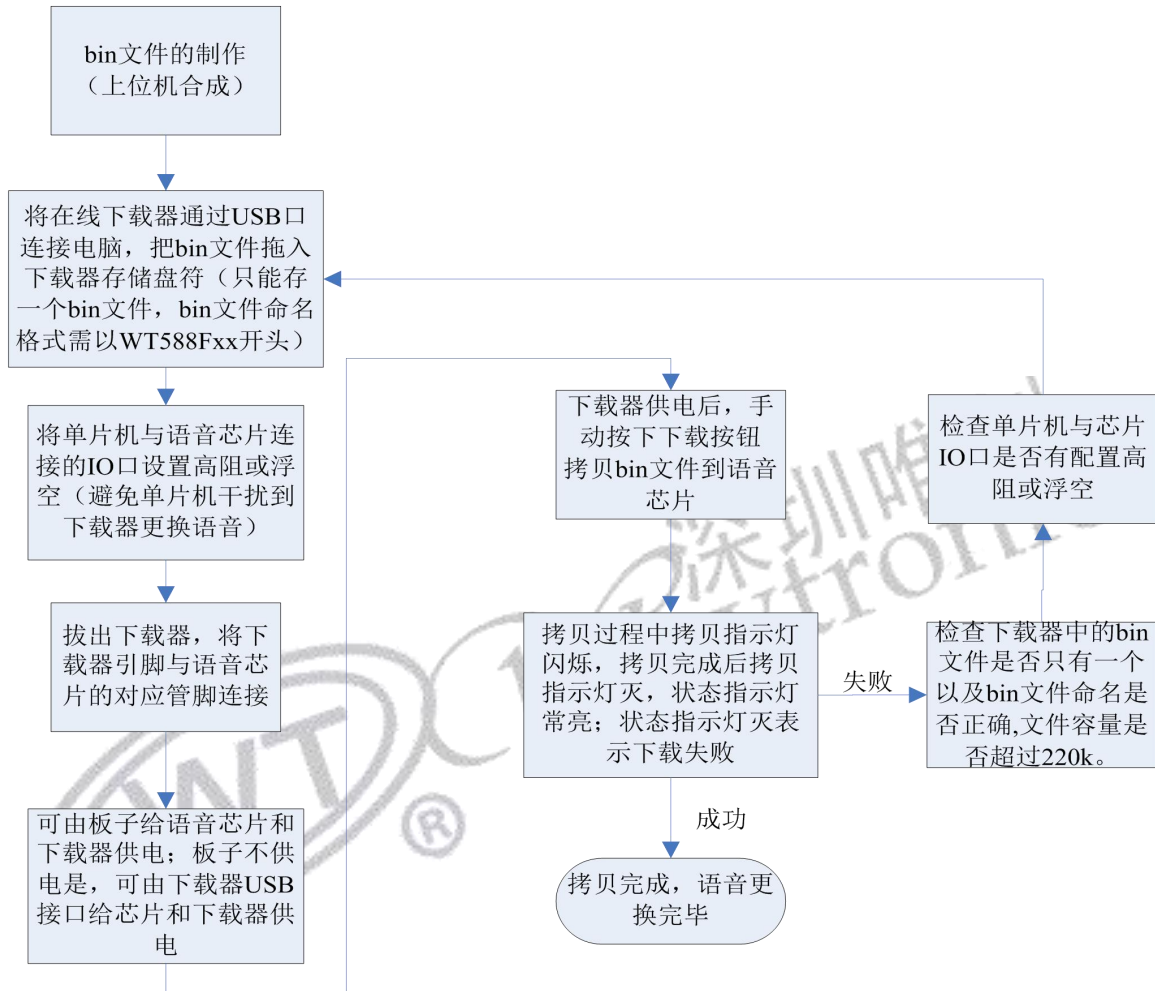 bin文件的制作
（上位机合成）
将在线下载器通过USB口
连接电脑，把bin文件拖入
下载器存储盘符（只能存
一个bin文件，bin文件命名
格式需以WT588Fxx开头）
将单片机与语音芯片连
接的IO口设置高阻或浮
空（避免单片机干扰到
下载器更换语音）
拔出下载器，将下
载器引脚与语音芯
片的对应管脚连接
可由板子给语音芯片和
下载器供电；板子不供
电是，可由下载器USB
接口给芯片和下载器供
电
下载器供电后，手
动按下下载按钮
拷贝bin文件到语音
芯片
拷贝过程中拷贝指示灯
闪烁，拷贝完成后拷贝
指示灯灭，状态指示灯
常亮；状态指示灯灭表
示下载失败
失败
成功
拷贝完成，语音更
换完毕
检查单片机与芯片
IO口是否有配置高
阻或浮空
检查下载器中的bin
文件是否只有一个
以及bin文件命名是
否正确,文件容量是
否超过220k。
深圳唯
WT
®